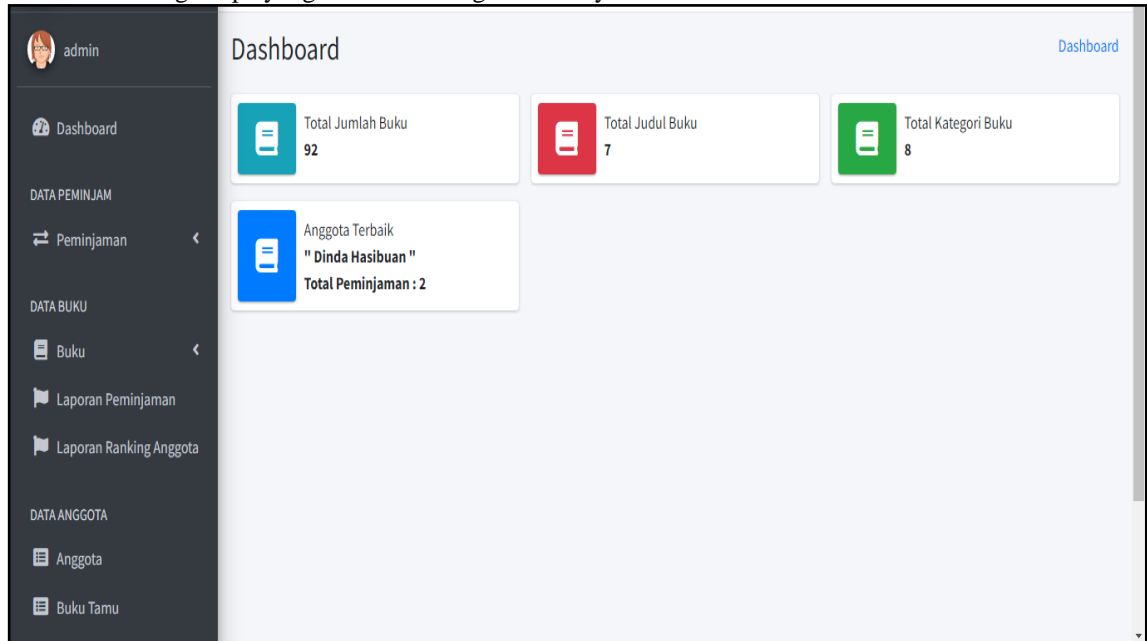 admin
Dashboard
DATA PEMINJAM
Peminjaman
DATA BUKU
Buku
Laporan Peminjaman
Laporan Ranking Anggota
DATA ANGGOTA
Anggota
Buku Tamu
Dashboard
Dashboard
Total Jumlah Buku
92
Total Judul Buku
7
Total Kategori Buku
8
Anggota Terbaik
" Dinda Hasibuan "
Total Peminjaman : 2